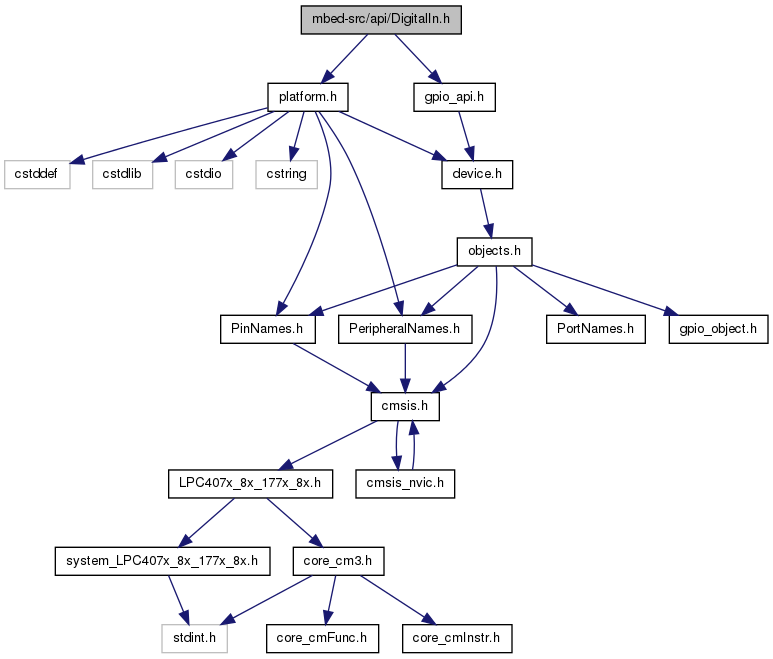 mbed-src/api/DigitalIn.h
platform.h
gpio_api.h
cstddef
cstdlib
cstdio
cstring
device.h
objects.h
PinNames.h
PeripheralNames.h
PortNames.h
gpio_object.h
cmsis.h
LPC407x_8x_177x_8x.h
cmsis_nvic.h
system_LPC407x_8x_177x_8x.h
core_cm3.h
stdint.h
core_cmFunc.h
core_cmInstr.h